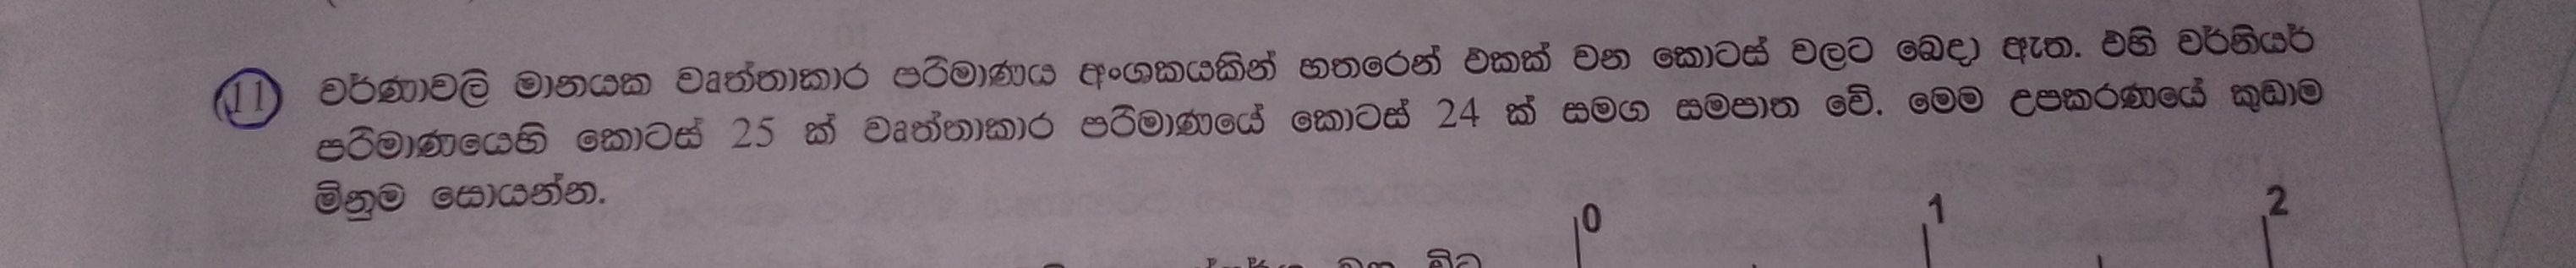 11 වර්ණාවලි මානයක වෘත්තාකාර පරිමාණය අංශකයකින් හතරෙන් එකක් වන කොටස් වලට බෙදා ඇත. එහි වර්නියර්
පරිමාණයෙහි කොටස් 25 ක් වෘත්තාකාර පරිමාණයේ කොටස් 24 ක් සමග සමපාත වේ. මෙම උපකරණයේ කුඩාම
මිනුම සොයන්න.
0 1 2